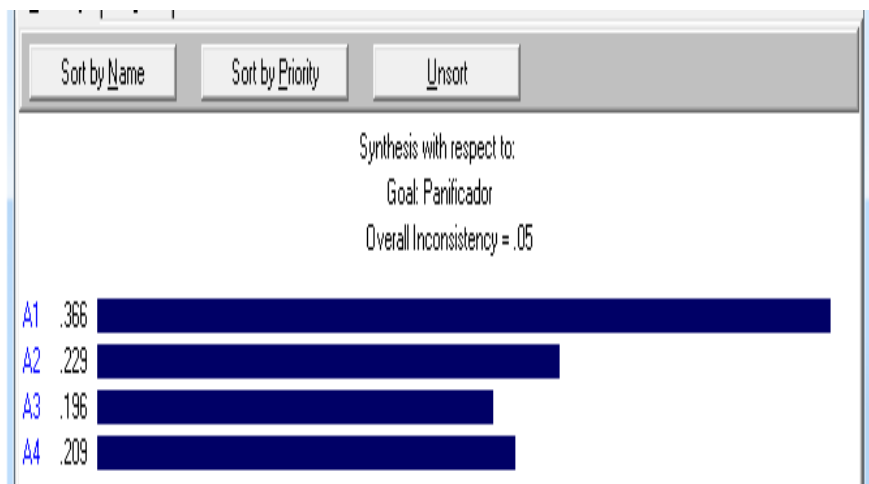 Sort by Name Sort by Priority Unsort
Synthesis with respect to:
Goal: Panificador
Overall Inconsistency = .05
A1 .366
A2 .229
A3 .196
A4 .209